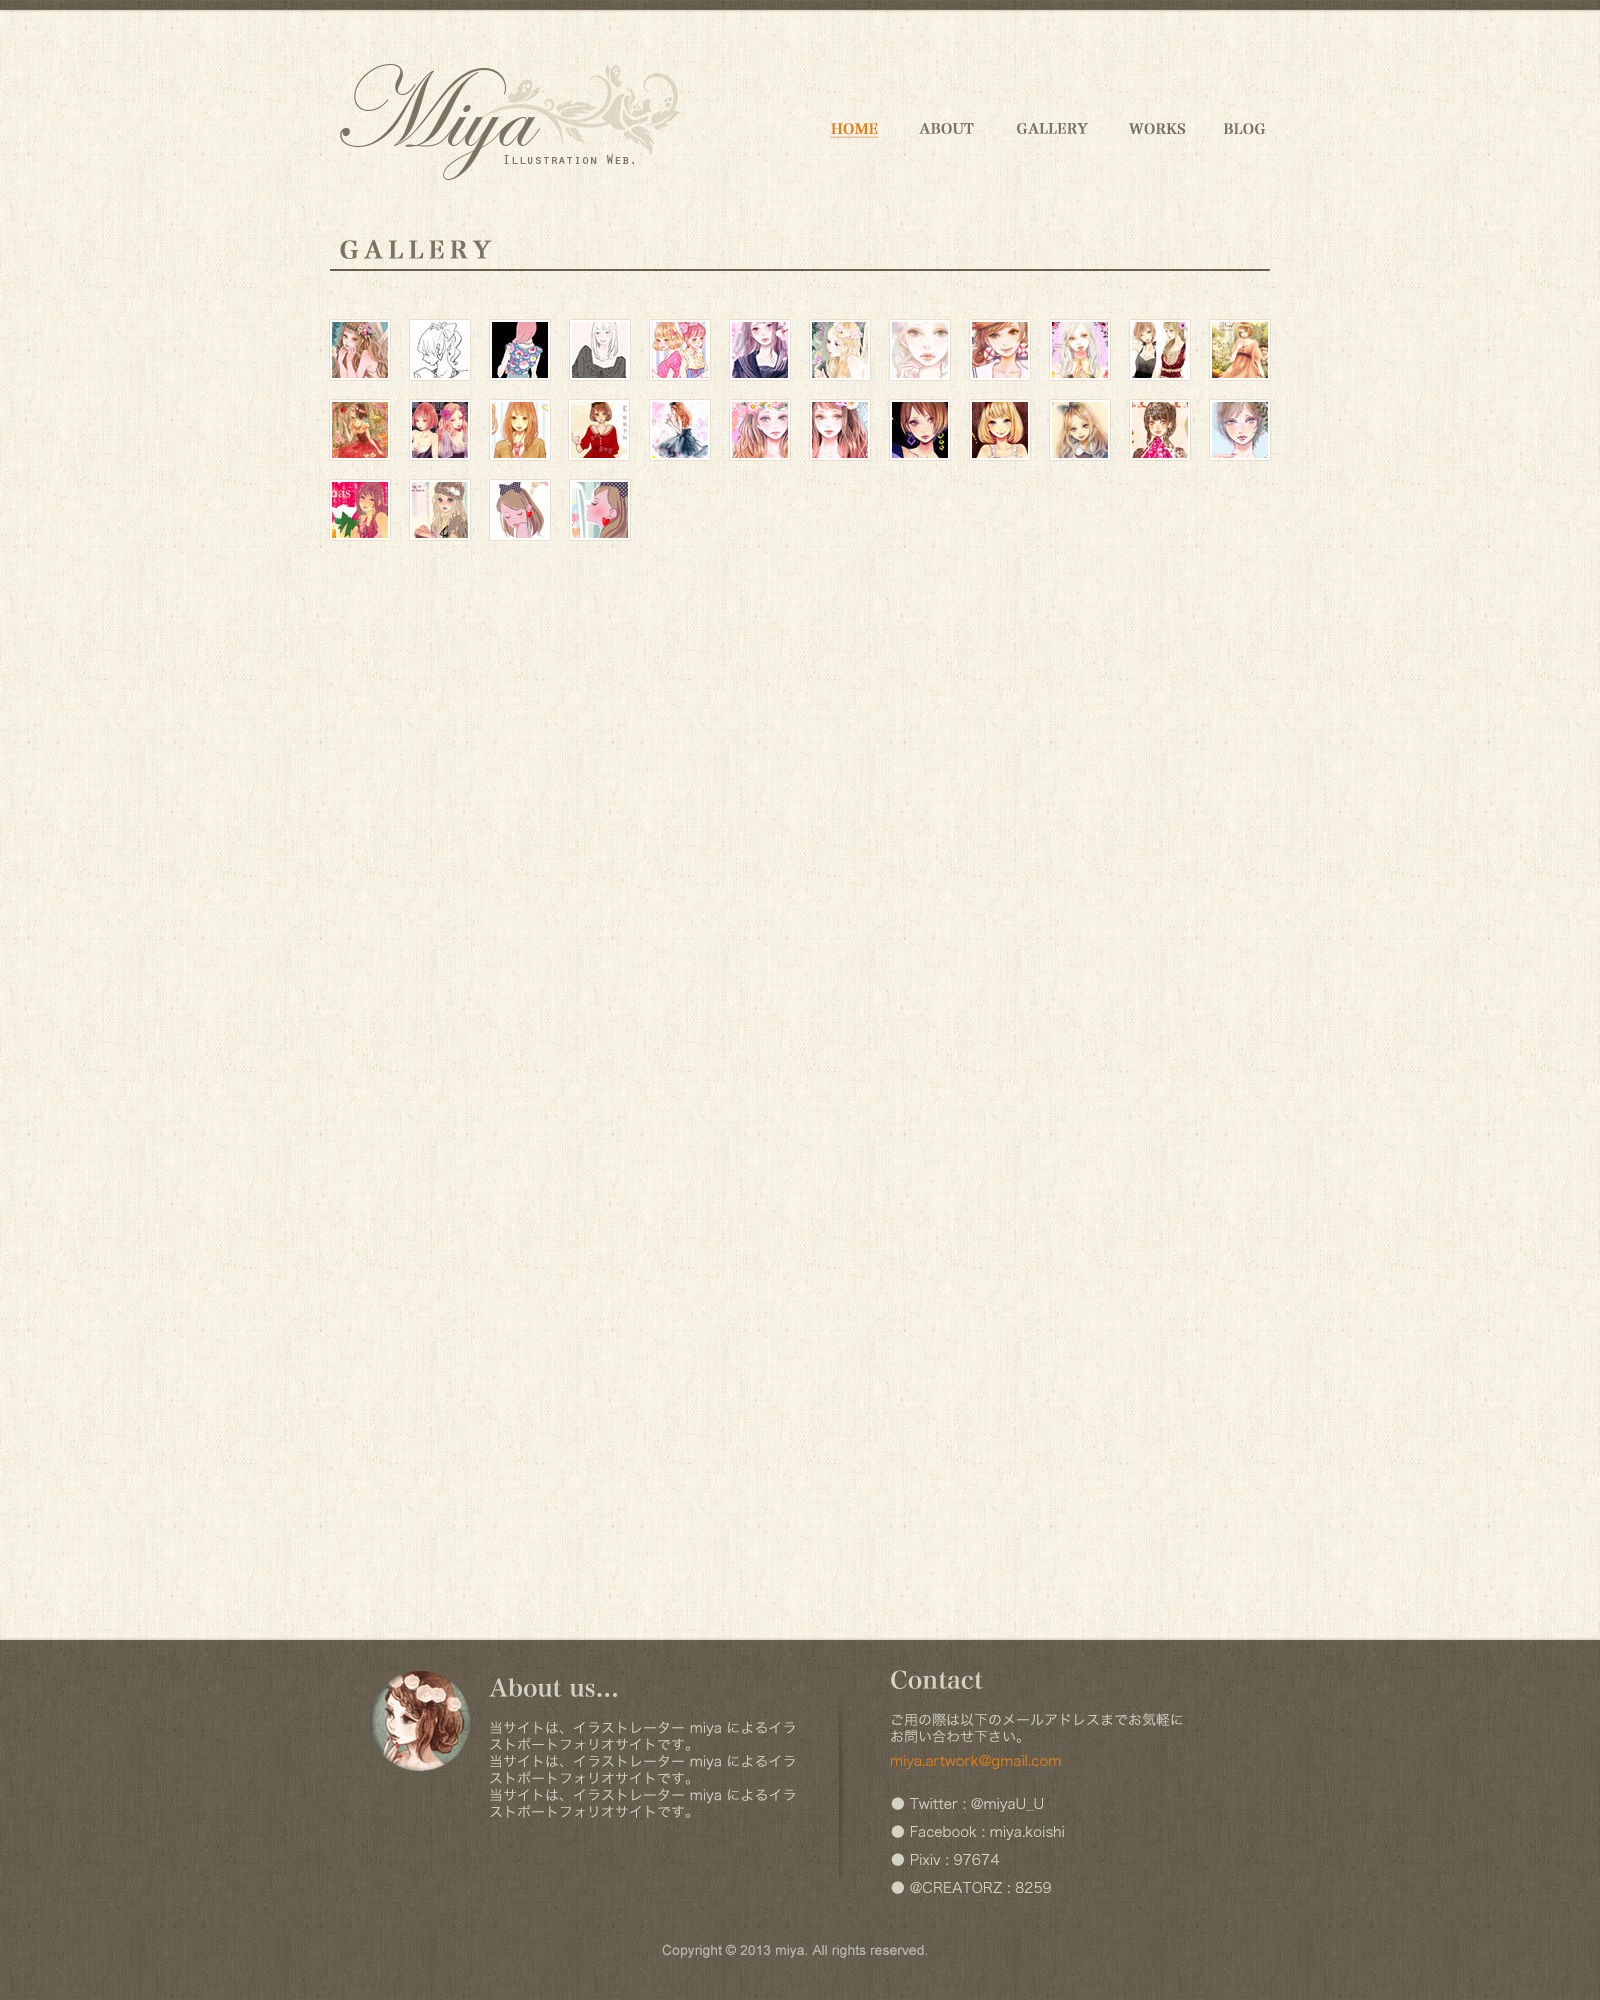 Miya
ILLUSTRATION WEB.
HOME ABOUT GALLERY WORKS BLOG
GALLERY
About us...
当サイトは、イラストレーター miya によるイラ
ストポートフォリオサイトです。
当サイトは、イラストレーター miya によるイラ
ストポートフォリオサイトです。
当サイトは、イラストレーター miya によるイラ
ストポートフォリオサイトです。
Contact
ご用の際は以下のメールアドレスまでお気軽に
お問い合わせ下さい。
miya.artwork@gmail.com
● Twitter : @miyaU_U
● Facebook : miya.koishi
● Pixiv : 97674
● @CREATORZ : 8259
Copyright © 2013 miya. All rights reserved.